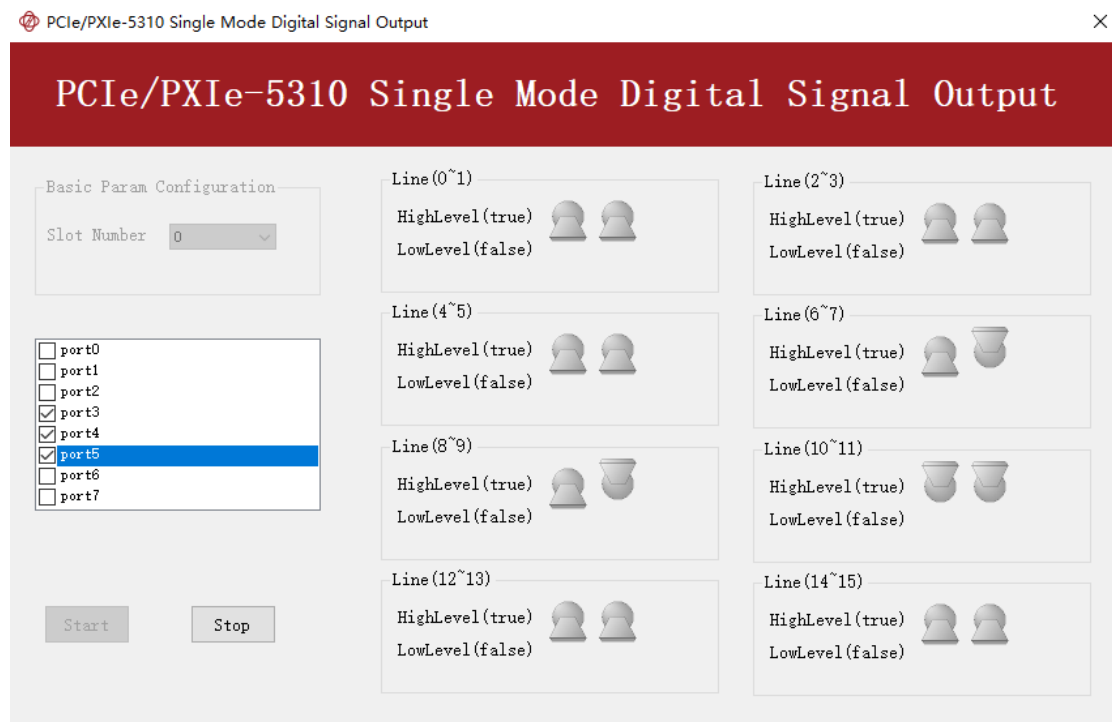 PCIe/PXIe-5310 Single Mode Digital Signal Output
PCIe/PXIe-5310 Single Mode Digital Signal Output
Basic Param Configuration
Slot Number 0
port0
port1
port2
port3
port4
port5
port6
port7
Start
Stop
Line(0~1)
HighLevel(true)
LowLevel(false)
Line(2~3)
HighLevel(true)
LowLevel(false)
Line(4~5)
HighLevel(true)
LowLevel(false)
Line(6~7)
HighLevel(true)
LowLevel(false)
Line(8~9)
HighLevel(true)
LowLevel(false)
Line(10~11)
HighLevel(true)
LowLevel(false)
Line(12~13)
HighLevel(true)
LowLevel(false)
Line(14~15)
HighLevel(true)
LowLevel(false)